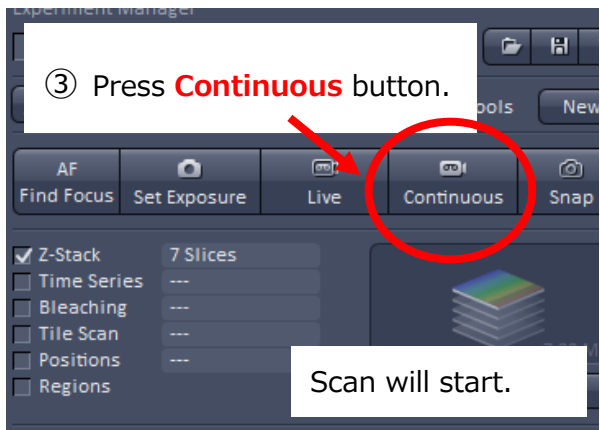 Experiment Manager
③ Press Continuous button.
ools New
AF
Find Focus Set Exposure Live Continuous Snap
Z-Stack 7 Slices
Time Series ---
Bleaching ---
Tile Scan ---
Positions ---
Regions
Scan will start.